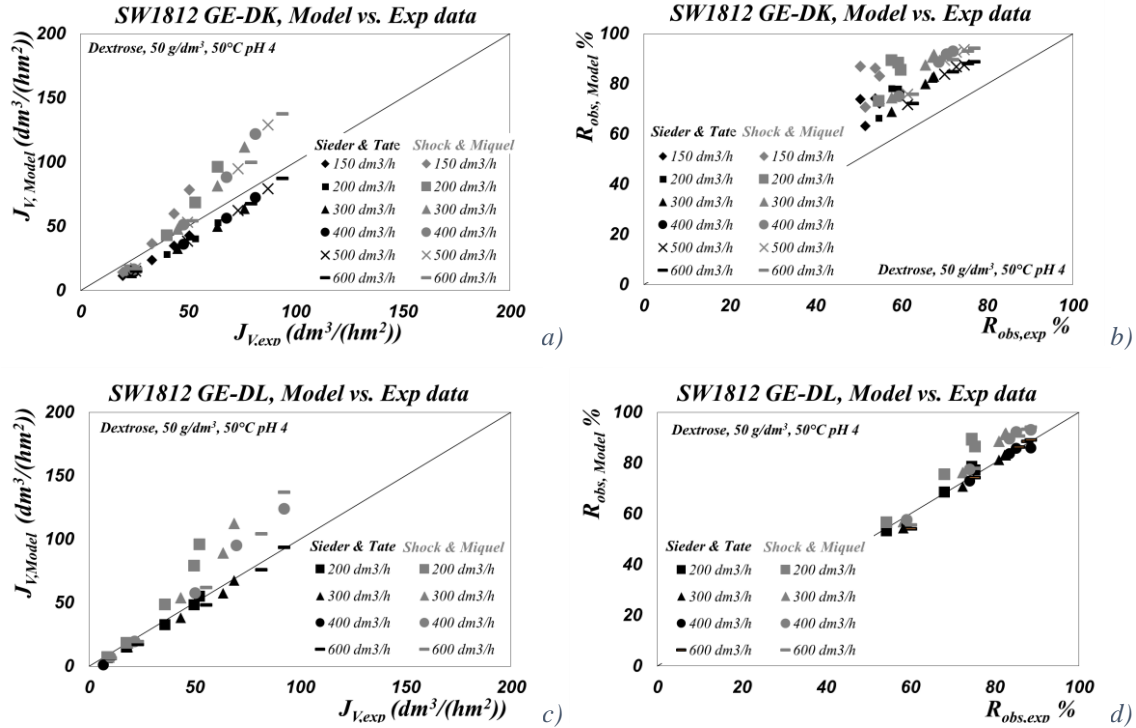 SW1812 GE-DK, Model vs. Exp data
Dextrose, 50 g/dm³, 50°C pH 4
J_V, Model (dm³/(hm²))
200
150
100
50
0
Sieder & Tate Shock & Miquel
150 dm3/h 150 dm3/h
200 dm3/h 200 dm3/h
300 dm3/h 300 dm3/h
400 dm3/h 400 dm3/h
500 dm3/h 500 dm3/h
600 dm3/h 600 dm3/h
0 50 100 150 200
J_V,exp (dm³/(hm²))
a)
SW1812 GE-DK, Model vs. Exp data
R_obs, Model %
100
80
60
40
20
0
Sieder & Tate Shock & Miquel
150 dm3/h 150 dm3/h
200 dm3/h 200 dm3/h
300 dm3/h 300 dm3/h
400 dm3/h 400 dm3/h
500 dm3/h 500 dm3/h
600 dm3/h 600 dm3/h
Dextrose, 50 g/dm³, 50°C pH 4
0 20 40 60 80 100
R_obs,exp %
b)
SW1812 GE-DL, Model vs. Exp data
Dextrose, 50 g/dm³, 50°C pH 4
J_V,Model (dm³/(hm²))
200
150
100
50
0
Sieder & Tate Shock & Miquel
200 dm3/h 200 dm3/h
300 dm3/h 300 dm3/h
400 dm3/h 400 dm3/h
600 dm3/h 600 dm3/h
0 50 100 150 200
J_V,exp (dm³/(hm²))
c)
SW1812 GE-DL, Model vs. Exp data
Dextrose, 50 g/dm³, 50°C pH 4
R_obs, Model %
100
80
60
40
20
0
Sieder & Tate Shock & Miquel
200 dm3/h 200 dm3/h
300 dm3/h 300 dm3/h
400 dm3/h 400 dm3/h
600 dm3/h 600 dm3/h
0 20 40 60 80 100
R_obs,exp %
d)